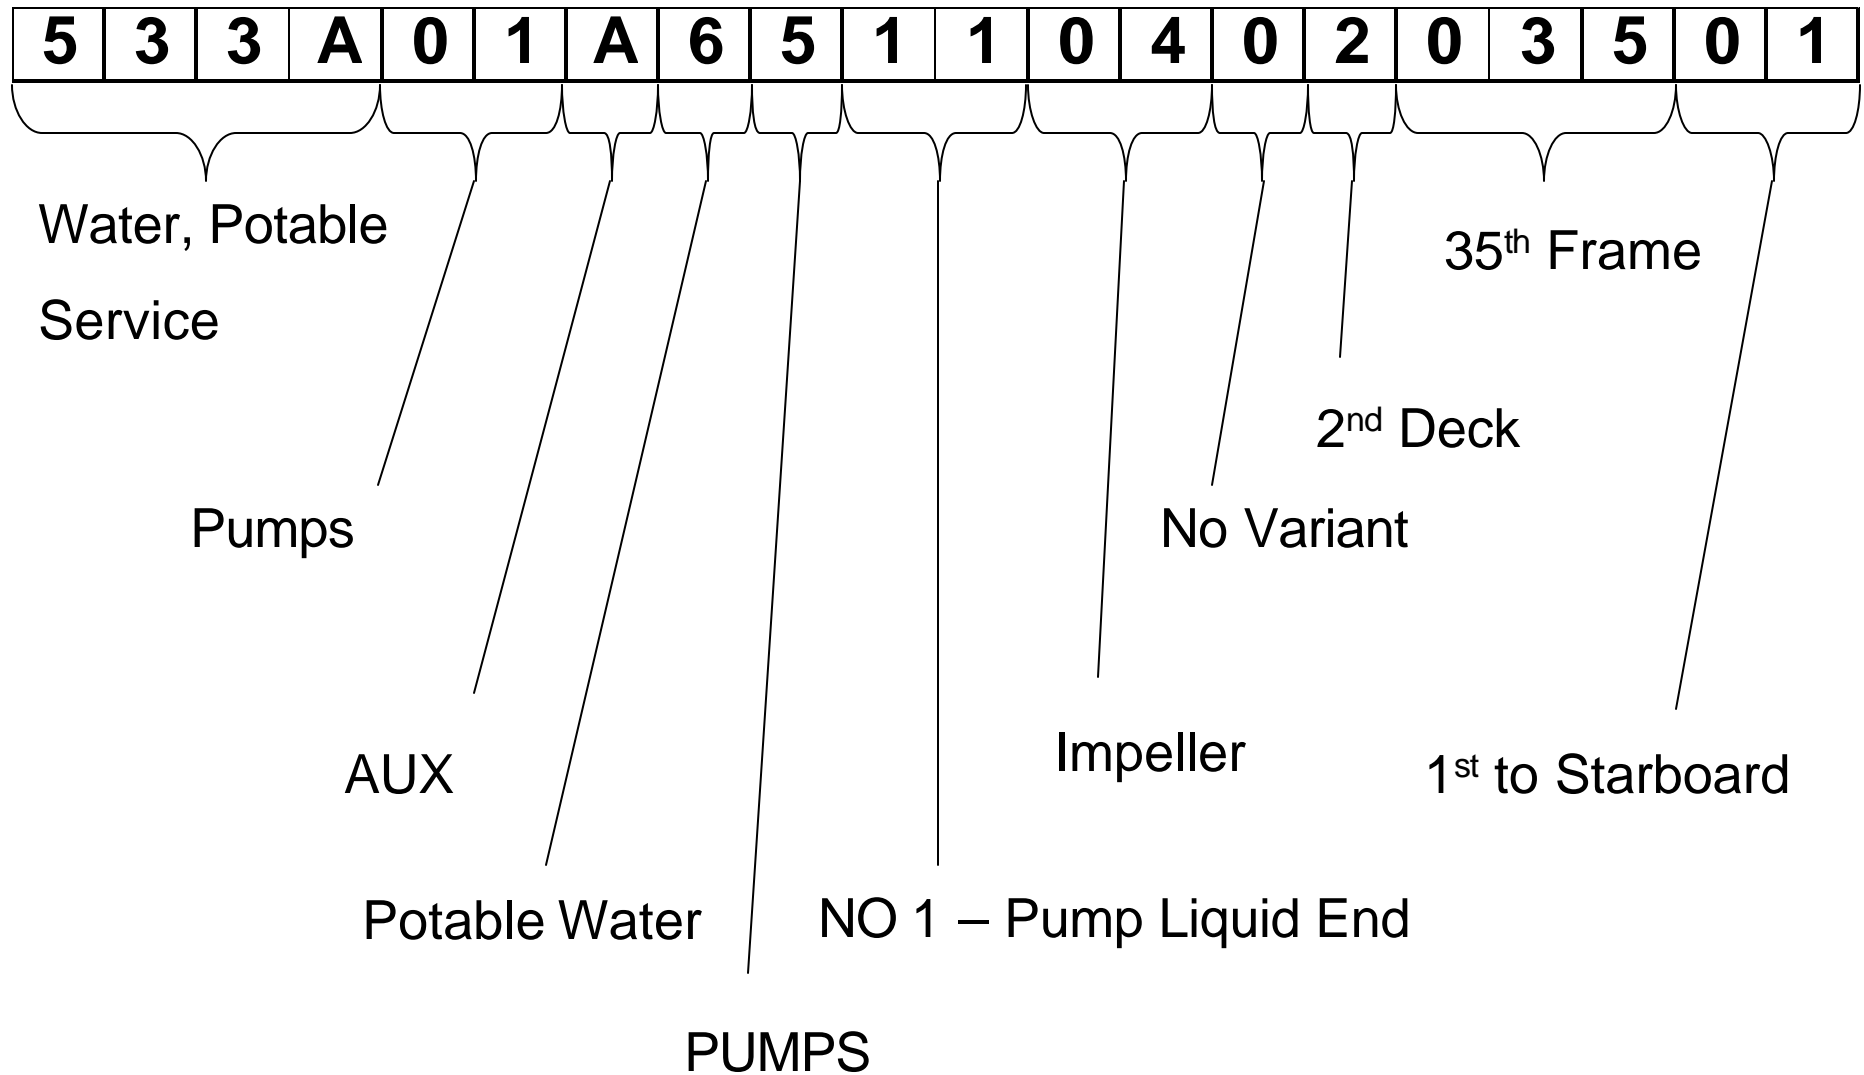 5 3 3 A 0 1 A 6 5 1 1 0 4 0 2 0 3 5 0 1
Water, Potable
Service
35th Frame
2nd Deck
Pumps
No Variant
Impeller
AUX
1st to Starboard
Potable Water
NO 1 – Pump Liquid End
PUMPS